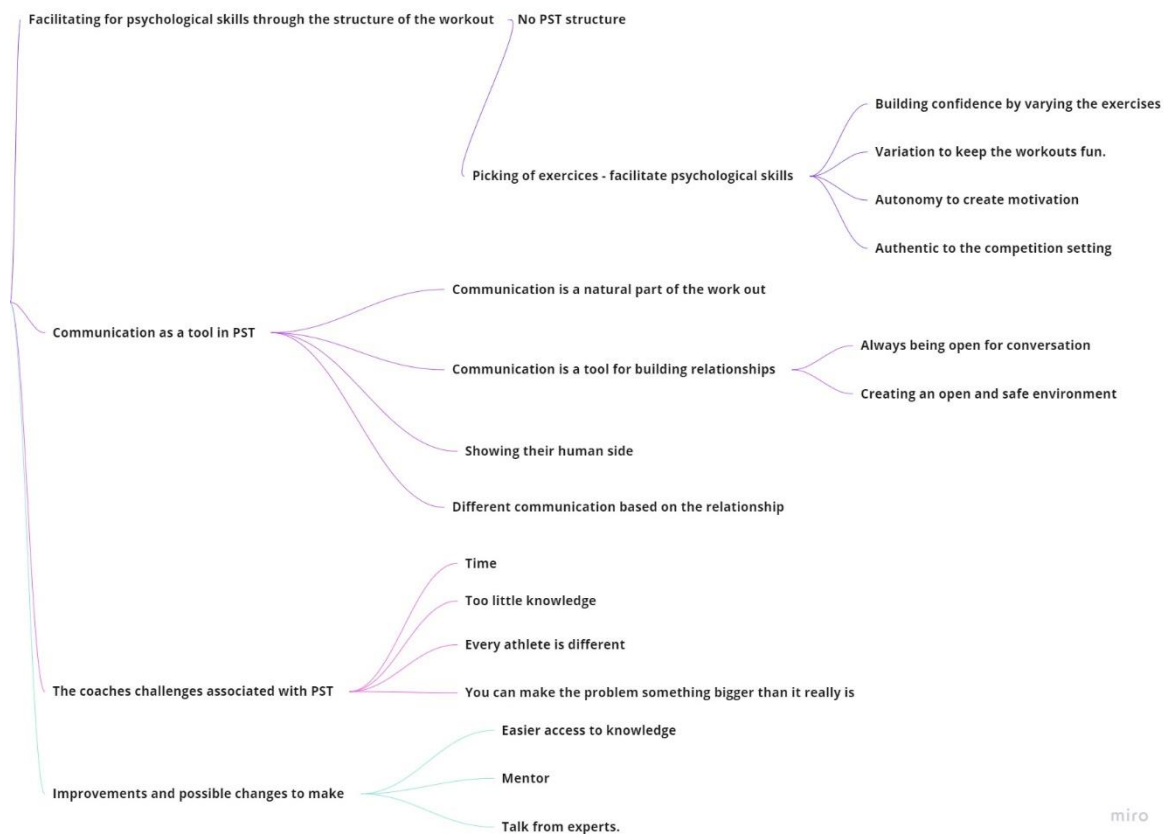 Facilitating for psychological skills through the structure of the workout
No PST structure
Picking of exercices - facilitate psychological skills
Building confidence by varying the exercises
Variation to keep the workouts fun.
Autonomy to create motivation
Authentic to the competition setting
Communication as a tool in PST
Communication is a natural part of the work out
Communication is a tool for building relationships
Always being open for conversation
Creating an open and safe environment
Showing their human side
Different communication based on the relationship
The coaches challenges associated with PST
Time
Too little knowledge
Every athlete is different
You can make the problem something bigger than it really is
Improvements and possible changes to make
Easier access to knowledge
Mentor
Talk from experts.
miro